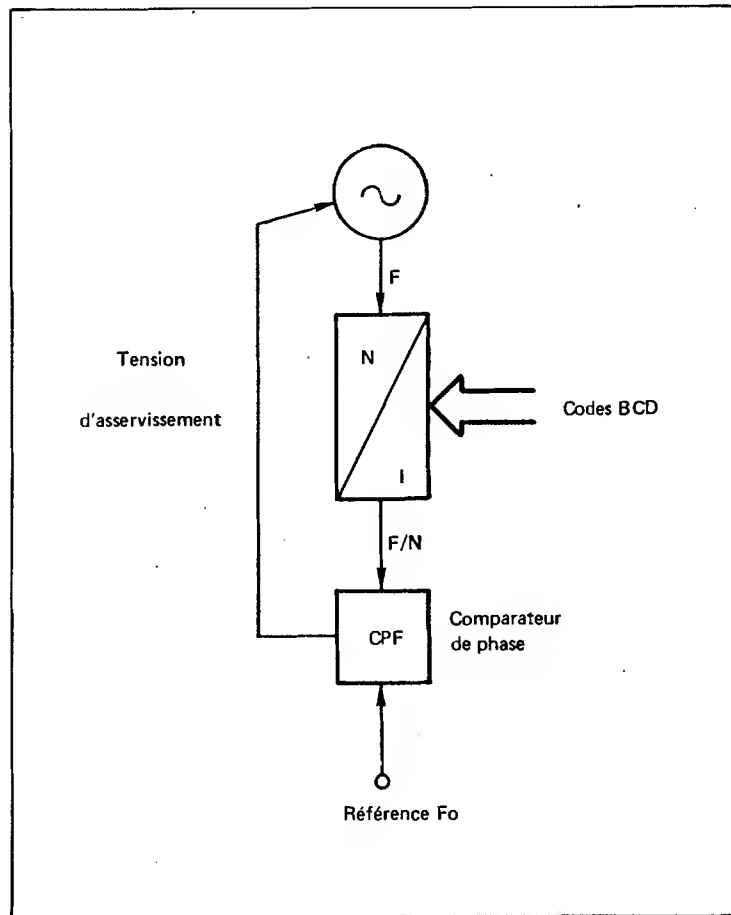 F
Tension
d'asservissement
N
I
Codes BCD
F/N
CPF
Comparateur
de phase
Référence Fo